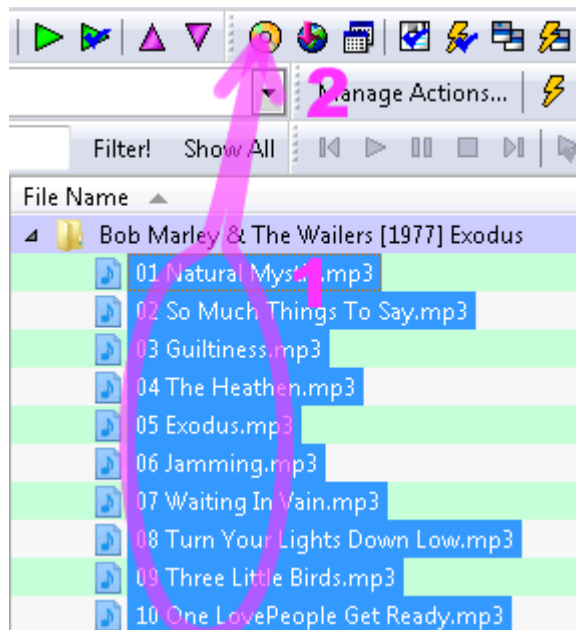 2
Manage Actions...
Filter! Show All
File Name
Bob Marley & The Wailers [1977] Exodus
1
01 Natural Mystic.mp3
02 So Much Things To Say.mp3
03 Guiltiness.mp3
04 The Heathen.mp3
05 Exodus.mp3
06 Jamming.mp3
07 Waiting In Vain.mp3
08 Turn Your Lights Down Low.mp3
09 Three Little Birds.mp3
10 One LovePeople Get Ready.mp3